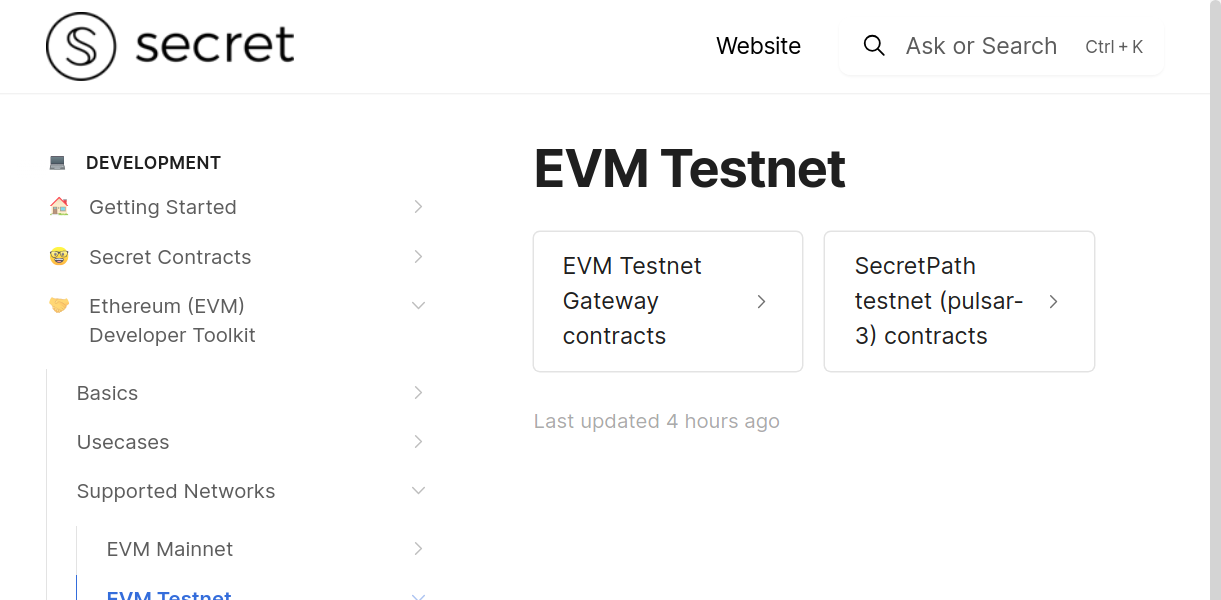 secret
Website
Ask or Search
Ctrl + K
DEVELOPMENT
Getting Started
Secret Contracts
Ethereum (EVM)
Developer Toolkit
Basics
Usecases
Supported Networks
EVM Mainnet
EVM Testnet
EVM Testnet
EVM Testnet
Gateway
contracts
SecretPath
testnet (pulsar-
3) contracts
Last updated 4 hours ago